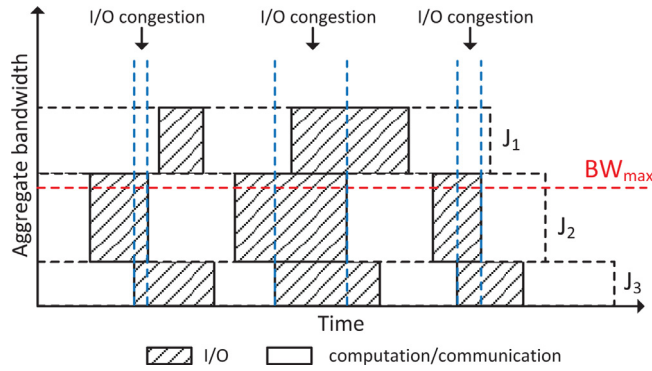 I/O congestion I/O congestion I/O congestion
Aggregate bandwidth
J1
BWmax
J2
J3
Time
I/O computation/communication